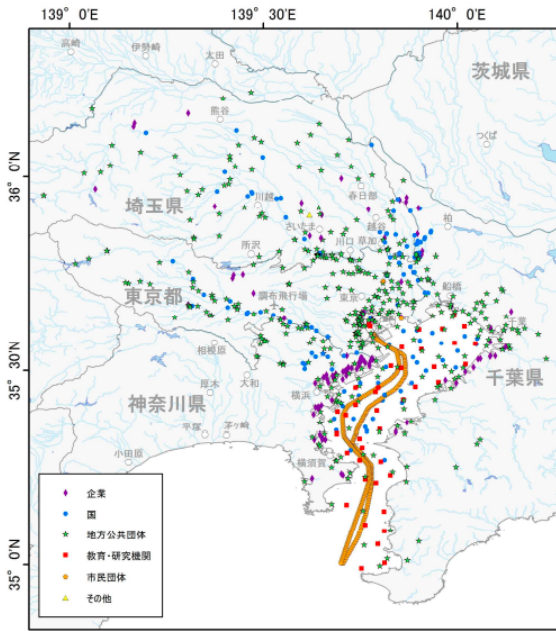 139° 0'E
139° 30'E
140° 0'E
高崎
伊勢崎
太田
茨城県
熊谷
つくば
36° 0'N
春日部
埼玉県
川越
さいたま
越谷
柏
所沢
川口
草加
船橋
東京都
調布飛行場
東京
千葉
相模原
35° 30'N
千葉県
厚木
大和
横浜
神奈川県
平塚
茅ヶ崎
小田原
横須賀
企業
国
地方公共団体
教育・研究機関
市民団体
その他
35° 0'N